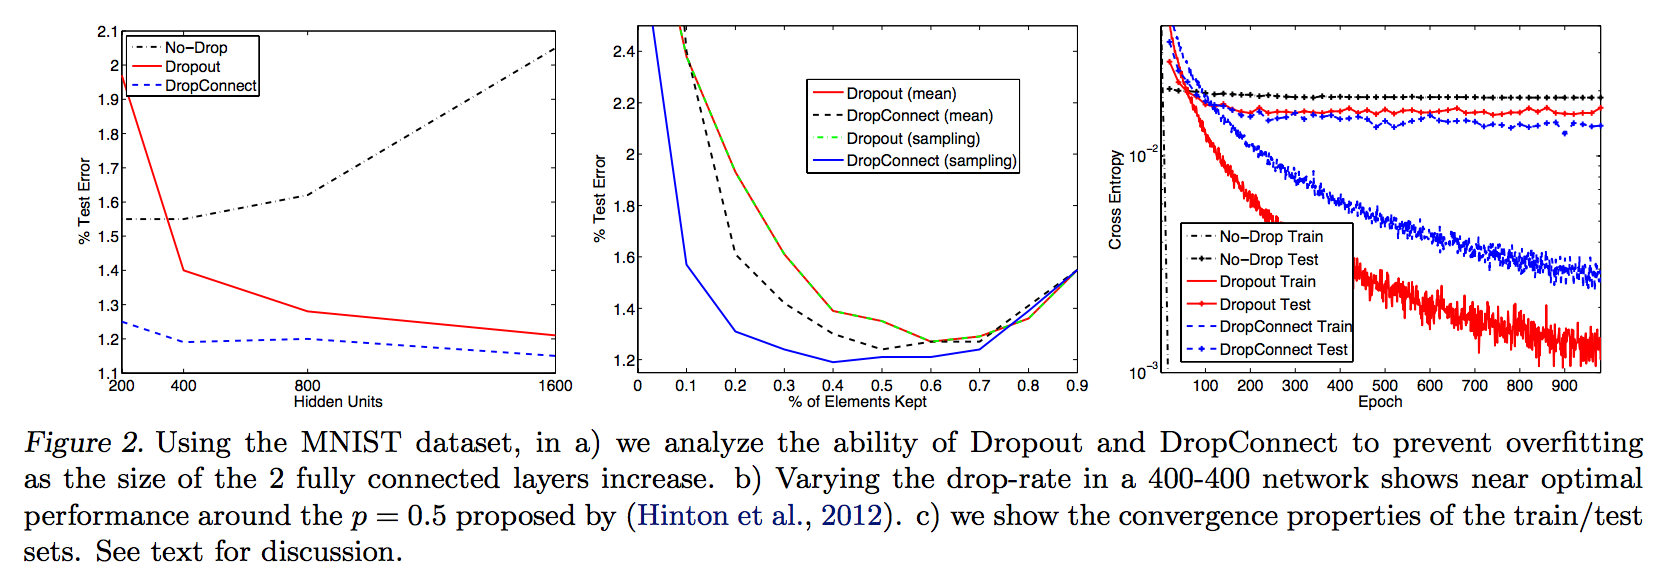 2.1
2
1.9
1.8
1.7
1.6
1.5
1.4
1.3
1.2
1.1
% Test Error
No−Drop
Dropout
DropConnect
200 400 800 1600
Hidden Units
2.4
2.2
2
1.8
1.6
1.4
1.2
% Test Error
Dropout (mean)
DropConnect (mean)
Dropout (sampling)
DropConnect (sampling)
0 0.1 0.2 0.3 0.4 0.5 0.6 0.7 0.8 0.9
% of Elements Kept
10−2
10−3
Cross Entropy
No−Drop Train
No−Drop Test
Dropout Train
Dropout Test
DropConnect Train
DropConnect Test
100 200 300 400 500 600 700 800 900
Epoch
Figure 2. Using the MNIST dataset, in a) we analyze the ability of Dropout and DropConnect to prevent overfitting
as the size of the 2 fully connected layers increase. b) Varying the drop-rate in a 400-400 network shows near optimal
performance around the p = 0.5 proposed by (Hinton et al., 2012). c) we show the convergence properties of the train/test
sets. See text for discussion.